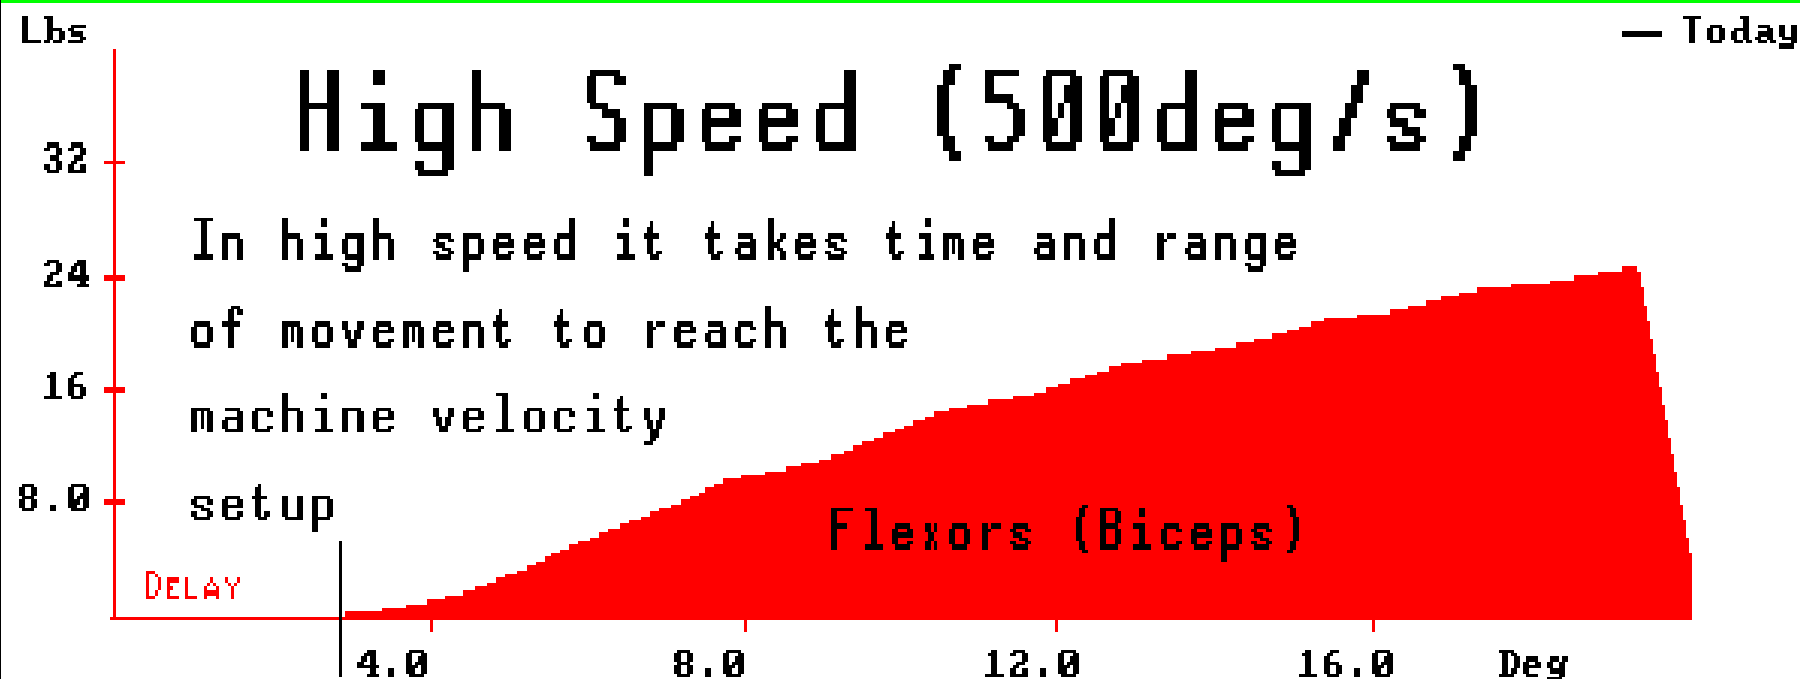 Lbs
— Today
High Speed (500deg/s)
32
In high speed it takes time and range
24
of movement to reach the
16
machine velocity
8.0
setup
Flexors (Biceps)
DELAY
4.0 8.0 12.0 16.0 Deg